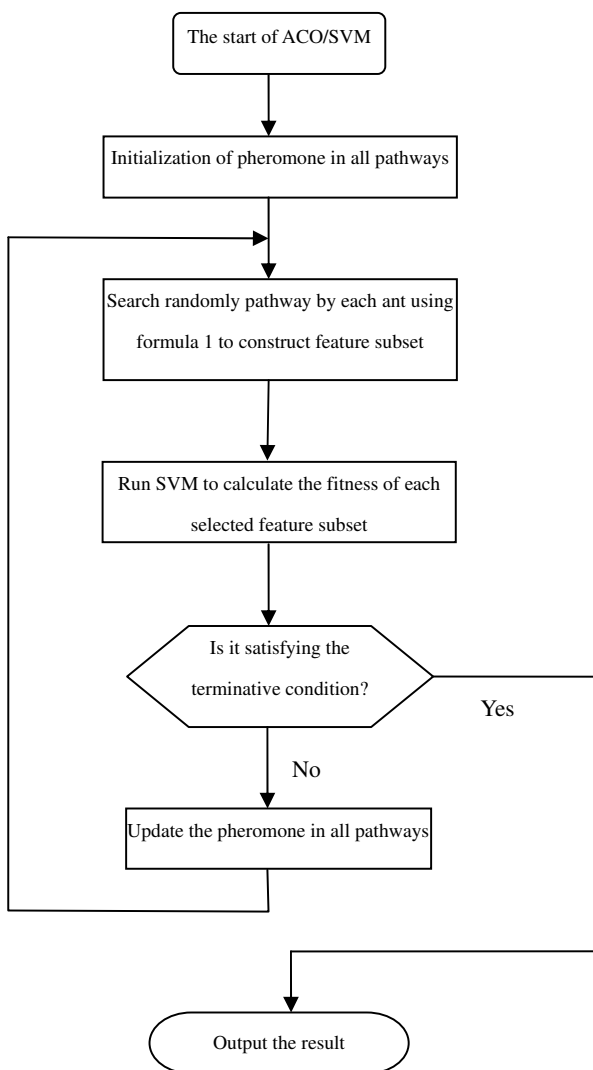 The start of ACO/SVM
Initialization of pheromone in all pathways
Search randomly pathway by each ant using
formula 1 to construct feature subset
Run SVM to calculate the fitness of each
selected feature subset
Is it satisfying the
terminative condition?
Yes
No
Update the pheromone in all pathways
Output the result